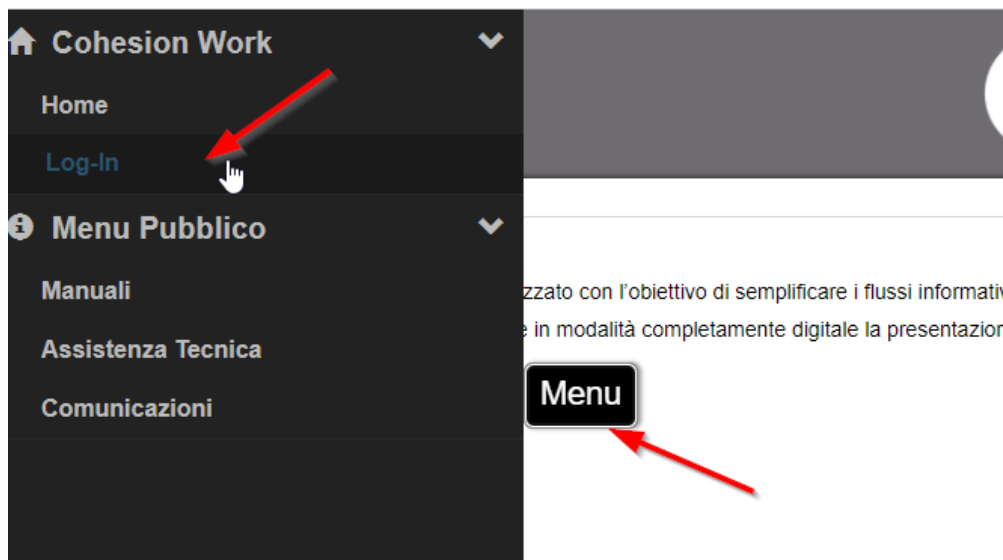 Cohesion Work
Home
Log-In
Menu Pubblico
Manuali
Assistenza Tecnica
Comunicazioni
zzato con l'obiettivo di semplificare i flussi informativ
e in modalità completamente digitale la presentazion
Menu